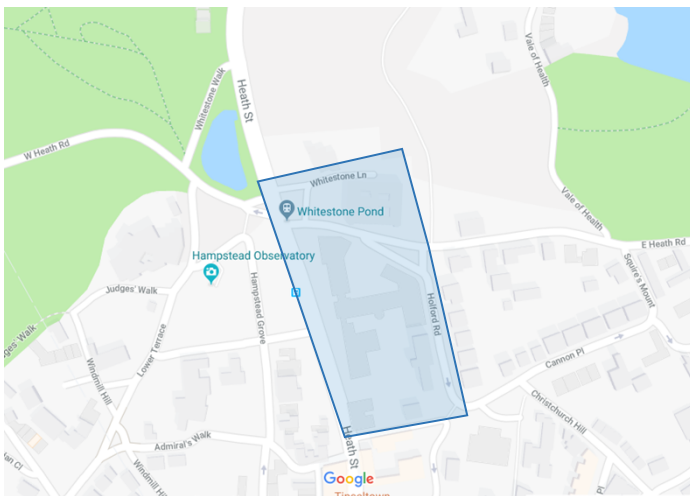 Vale of Health
Heath St
Whitestone Walk
W Heath Rd
Whitestone Ln
Whitestone Pond
Vale of Health
E Heath Rd
Hampstead Observatory
Squire's Mount
Judges' Walk
Hampstead Grove
Holford Rd
Lower Terrace
Cannon Pl
Windmill Hill
Christchurch Hill
Admiral's Walk
Heath St
Windmill
Google
Pl